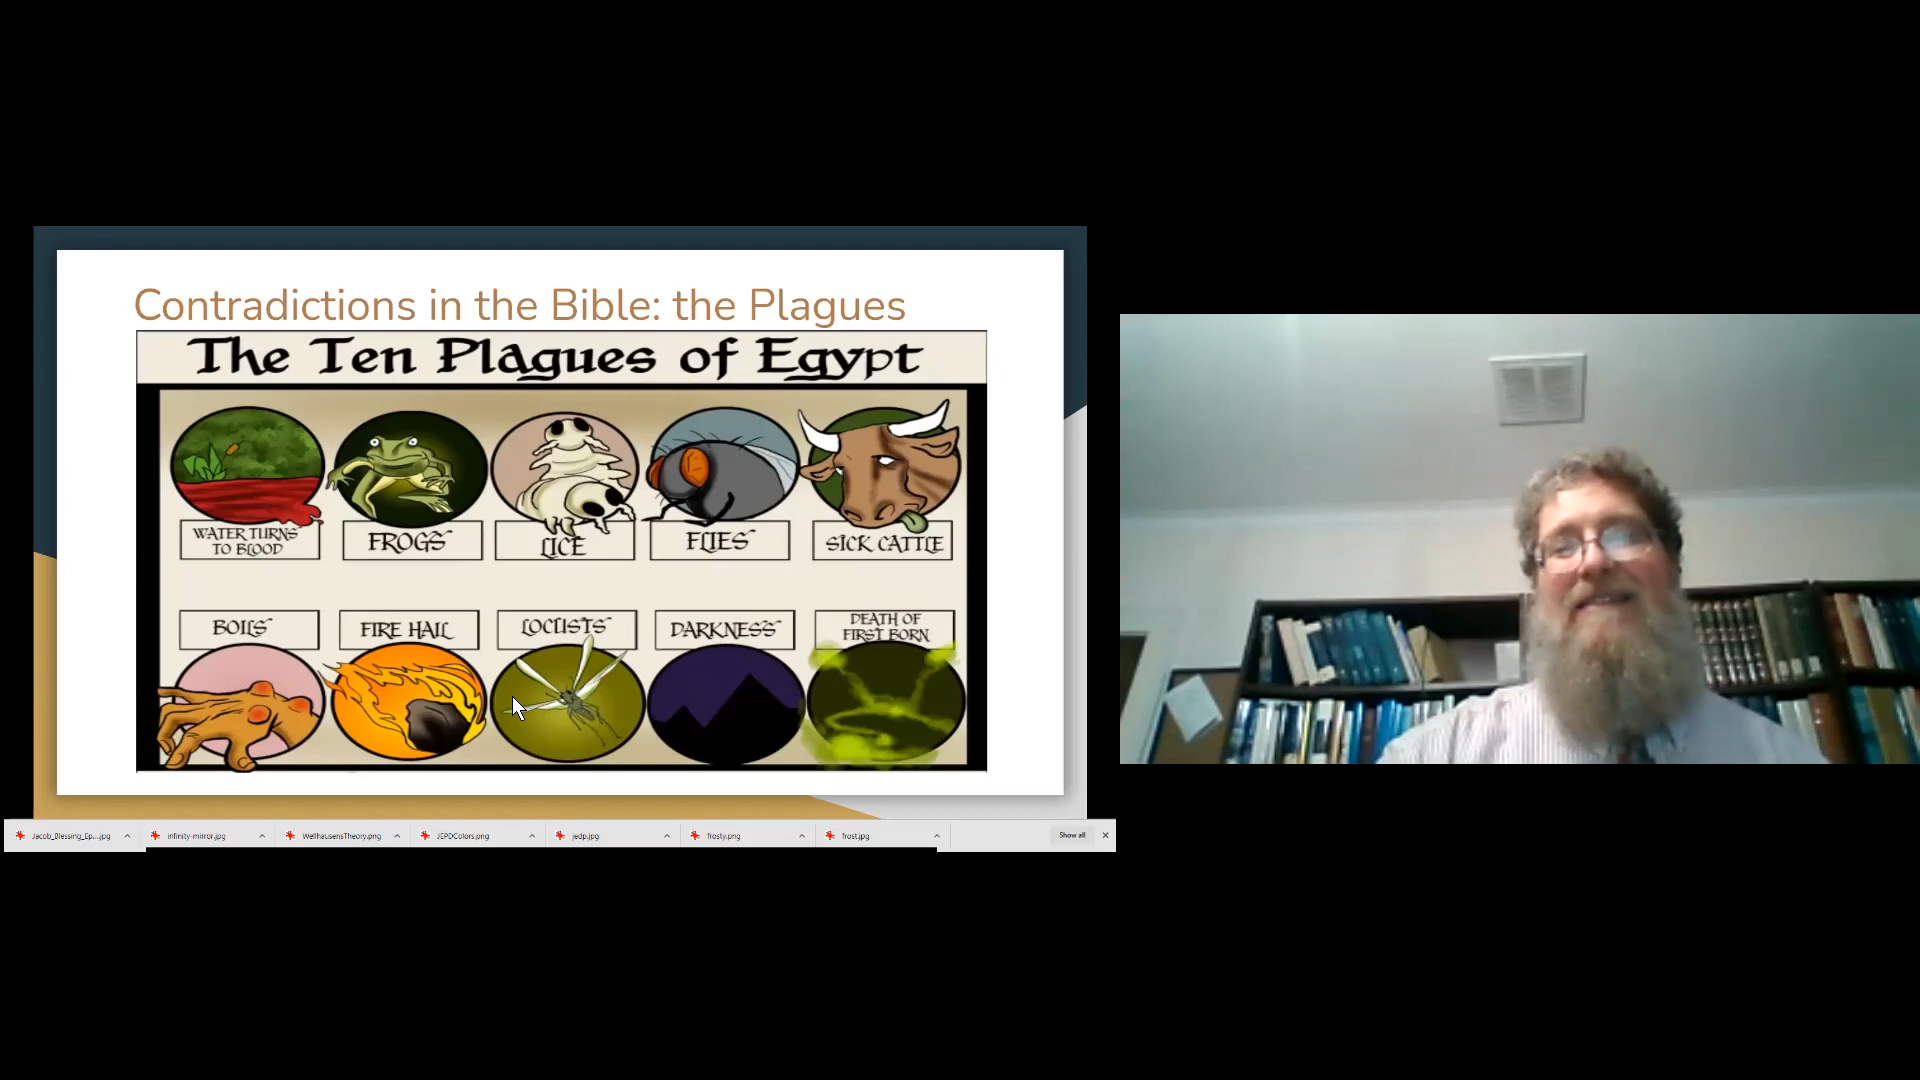 Contradictions in the Bible: the Plagues
The Ten Plagues of Egypt
WATER TURNS
TO BLOOD
FROGS
LICE
FLIES
SICK CATTLE
BOILS
FIRE HAIL
LOCUSTS
DARKNESS
DEATH OF
FIRST BORN
Jacob_Blessing_Ep....jpg
infinity-mirror.jpg
WellhausensTheory.png
JEPDColors.png
jedp.jpg
frosty.png
frost.jpg
Show all